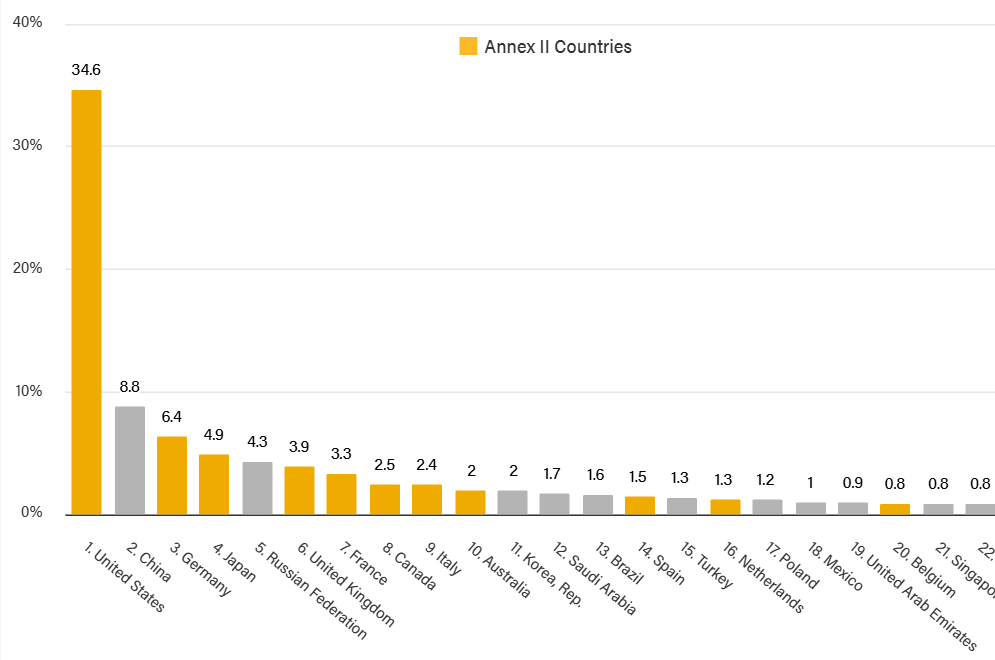 40%
Annex II Countries
34.6
30%
20%
10%
8.8
6.4
4.9
4.3
3.9
3.3
2.5
2.4
2
2
1.7
1.6
1.5
1.3
1.3
1.2
1
0.9
0.8
0.8
0.8
0%
1. United States
2. China
3. Germany
4. Japan
5. Russian Federation
6. United Kingdom
7. France
8. Canada
9. Italy
10. Australia
11. Korea, Rep.
12. Saudi Arabia
13. Brazil
14. Spain
15. Turkey
16. Netherlands
17. Poland
18. Mexico
19. United Arab Emirates
20. Belgium
21. Singapo
22.